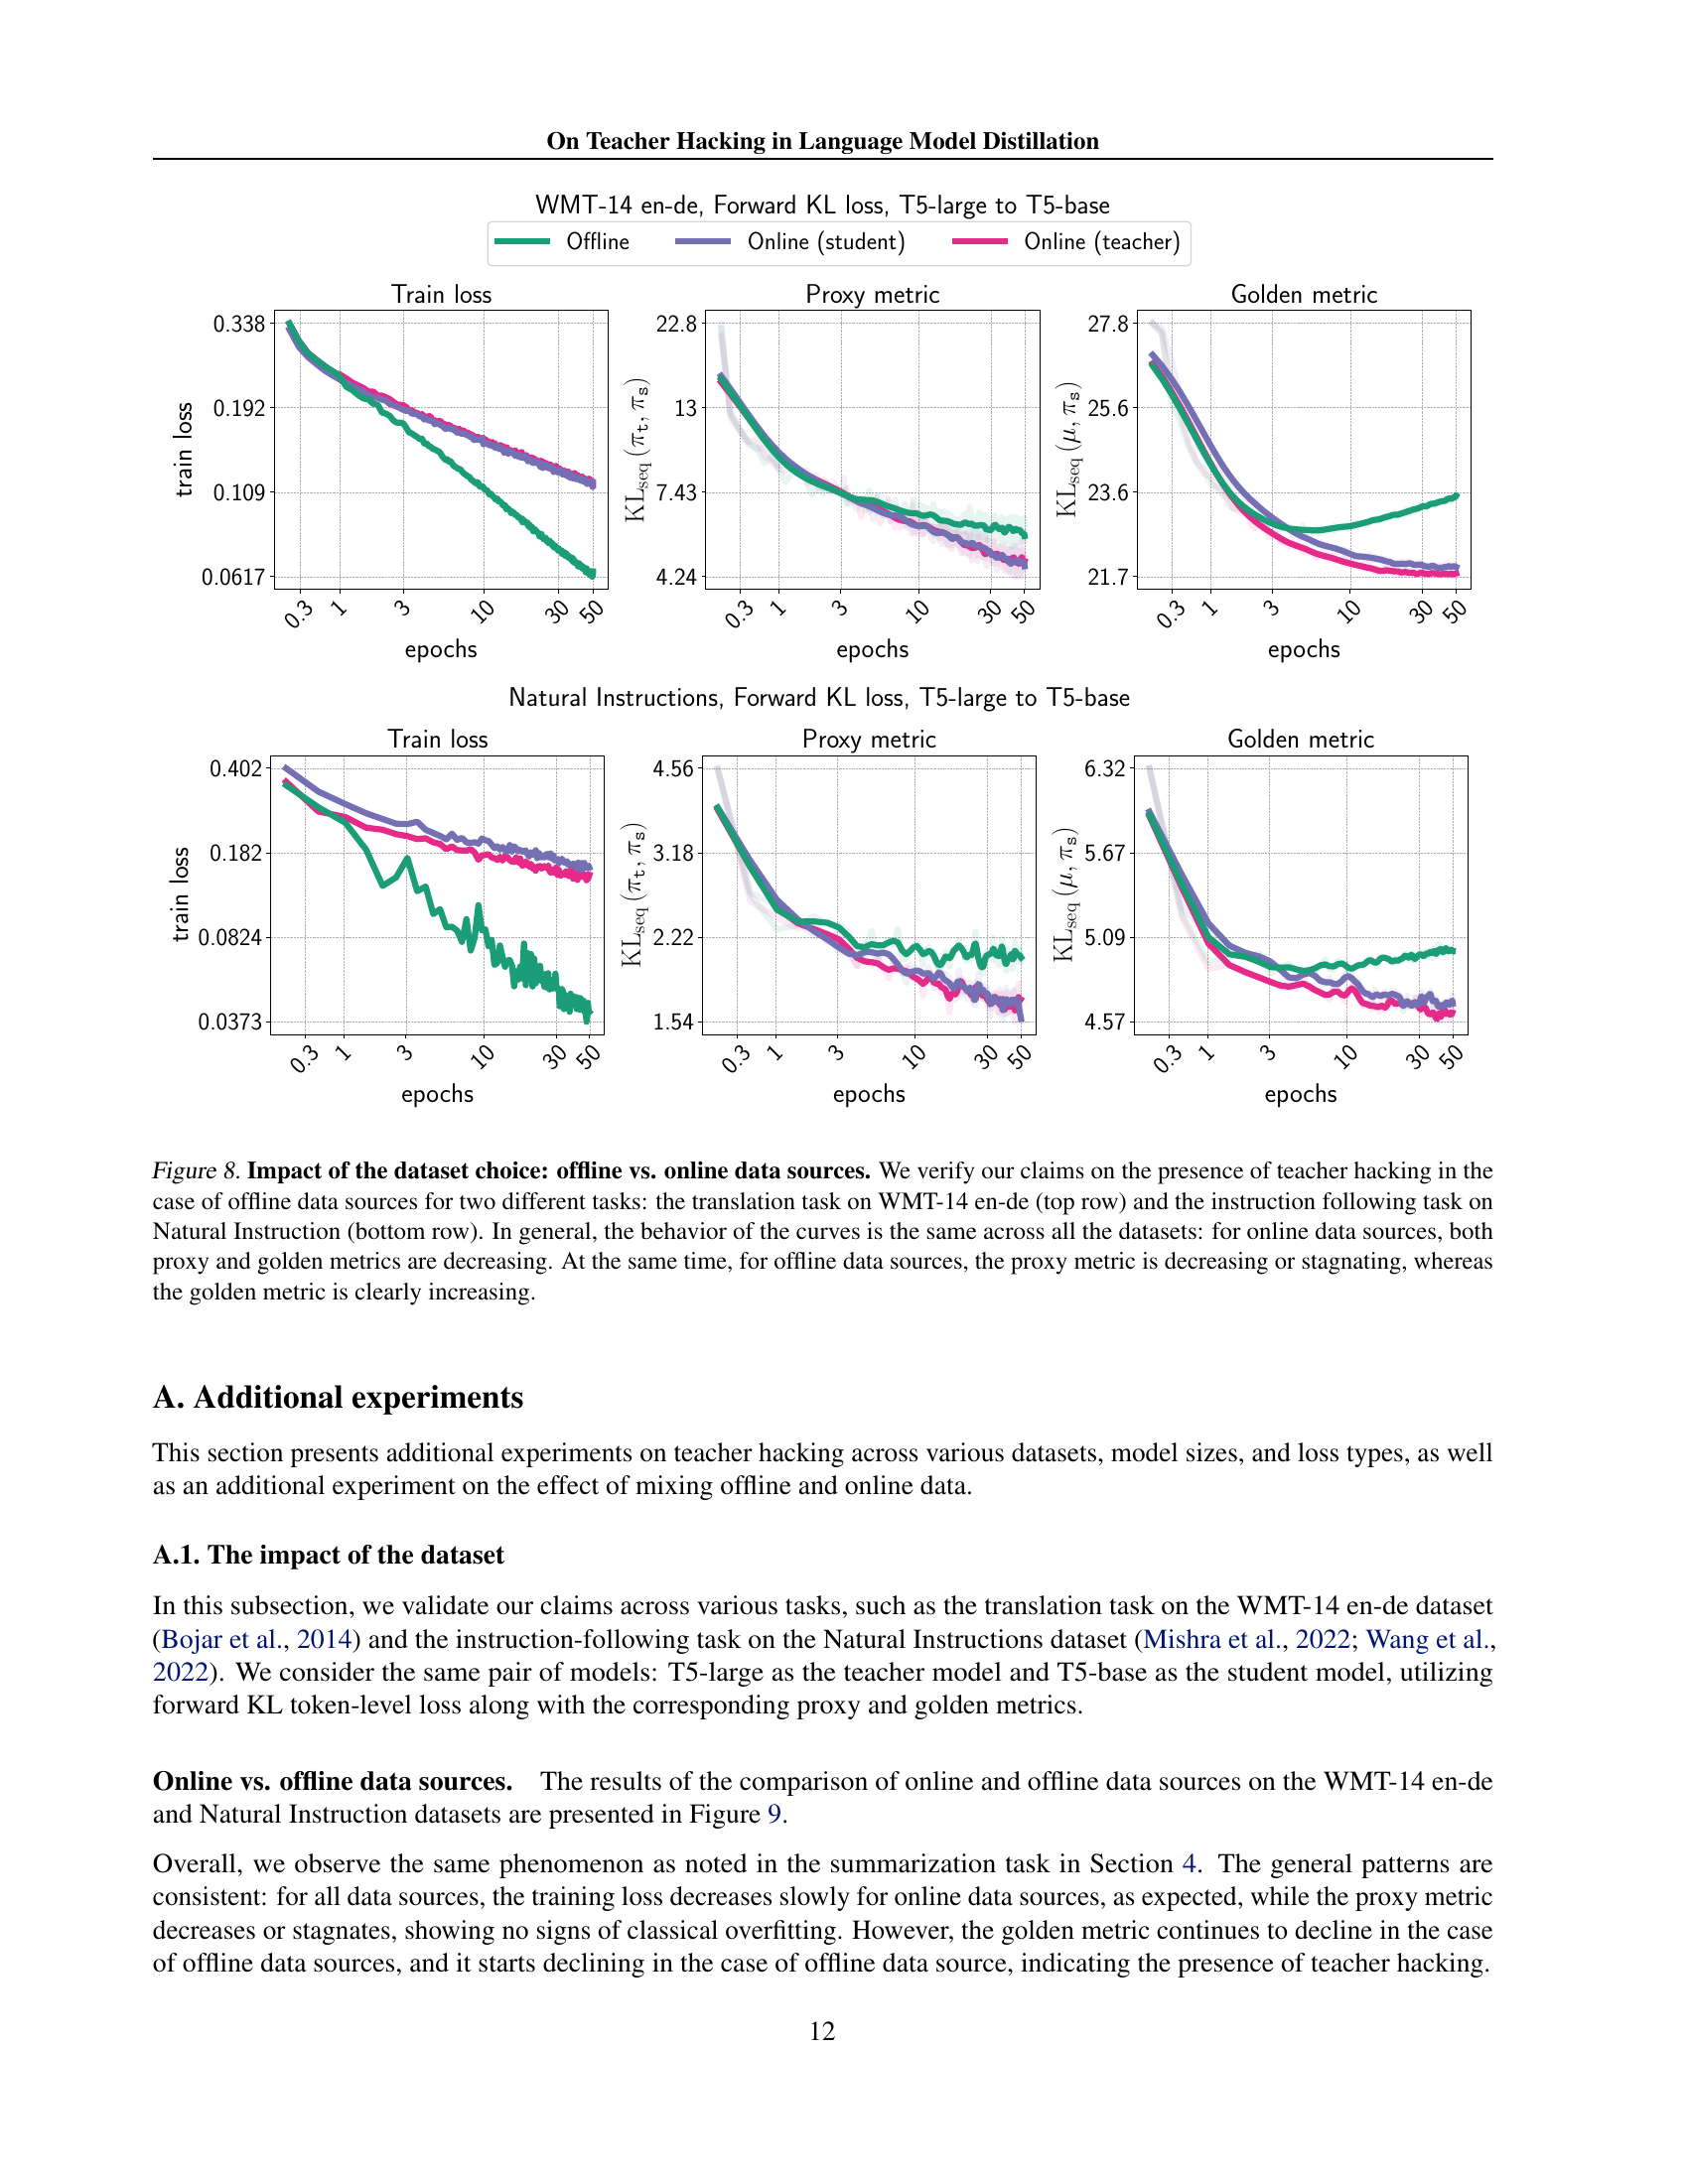 On Teacher Hacking in Language Model Distillation
WMT-14 en-de, Forward KL loss, T5-large to T5-base
Offline Online (student) Online (teacher)
Train loss
train loss
0.338
0.192
0.109
0.0617
0.3 1 3 10 30 50
epochs
Proxy metric
KLseq(πt, πs)
22.8
13
7.43
4.24
0.3 1 3 10 30 50
epochs
Golden metric
KLseq(μ, πs)
27.8
25.6
23.6
21.7
0.3 1 3 10 30 50
epochs
Natural Instructions, Forward KL loss, T5-large to T5-base
Train loss
train loss
0.402
0.182
0.0824
0.0373
0.3 1 3 10 30 50
epochs
Proxy metric
KLseq(πt, πs)
4.56
3.18
2.22
1.54
0.3 1 3 10 30 50
epochs
Golden metric
KLseq(μ, πs)
6.32
5.67
5.09
4.57
0.3 1 3 10 30 50
epochs
Figure 8. Impact of the dataset choice: offline vs. online data sources. We verify our claims on the presence of teacher hacking in the
case of offline data sources for two different tasks: the translation task on WMT-14 en-de (top row) and the instruction following task on
Natural Instruction (bottom row). In general, the behavior of the curves is the same across all the datasets: for online data sources, both
proxy and golden metrics are decreasing. At the same time, for offline data sources, the proxy metric is decreasing or stagnating, whereas
the golden metric is clearly increasing.
A. Additional experiments
This section presents additional experiments on teacher hacking across various datasets, model sizes, and loss types, as well
as an additional experiment on the effect of mixing offline and online data.
A.1. The impact of the dataset
In this subsection, we validate our claims across various tasks, such as the translation task on the WMT-14 en-de dataset
(Bojar et al., 2014) and the instruction-following task on the Natural Instructions dataset (Mishra et al., 2022; Wang et al.,
2022). We consider the same pair of models: T5-large as the teacher model and T5-base as the student model, utilizing
forward KL token-level loss along with the corresponding proxy and golden metrics.
Online vs. offline data sources. The results of the comparison of online and offline data sources on the WMT-14 en-de
and Natural Instruction datasets are presented in Figure 9.
Overall, we observe the same phenomenon as noted in the summarization task in Section 4. The general patterns are
consistent: for all data sources, the training loss decreases slowly for online data sources, as expected, while the proxy metric
decreases or stagnates, showing no signs of classical overfitting. However, the golden metric continues to decline in the case
of offline data sources, and it starts declining in the case of offline data source, indicating the presence of teacher hacking.
12